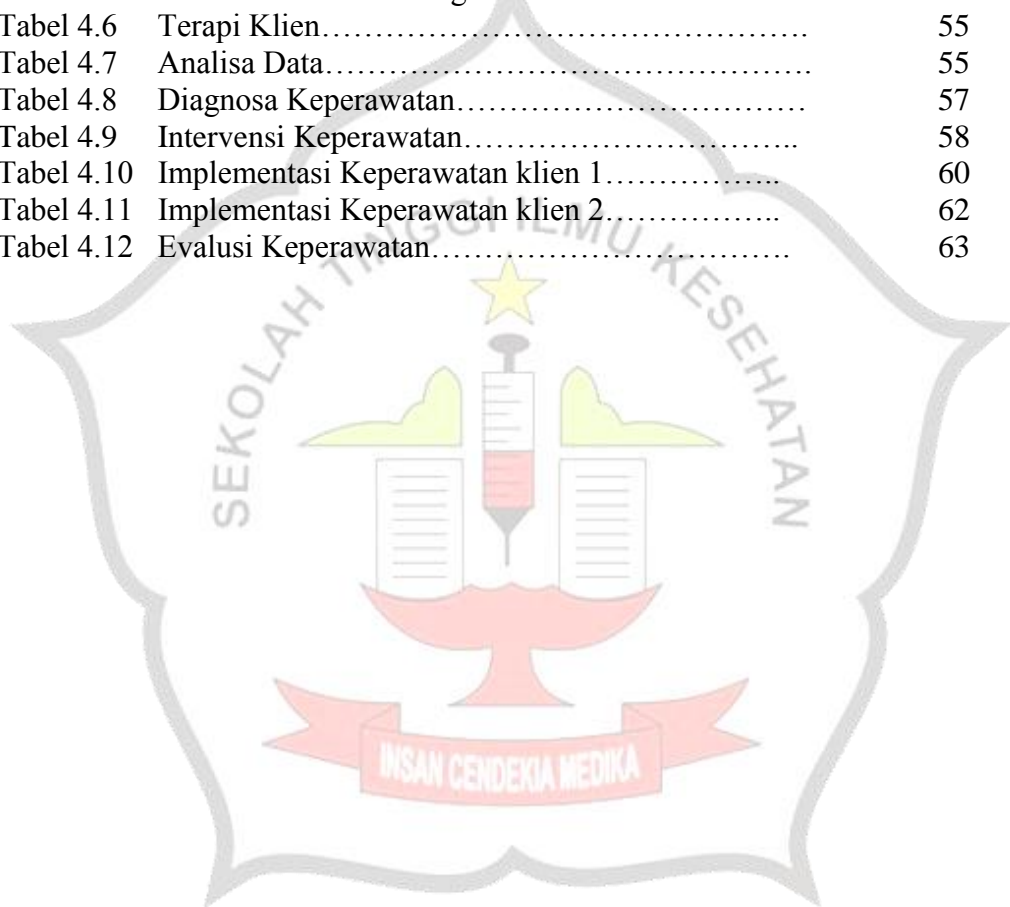 Tabel 4.6 Terapi Klien……………………………………………. 55
Tabel 4.7 Analisa Data……………………………………………. 55
Tabel 4.8 Diagnosa Keperawatan…………………………… 57
Tabel 4.9 Intervensi Keperawatan………………………….. 58
Tabel 4.10 Implementasi Keperawatan klien 1…………….. 60
Tabel 4.11 Implementasi Keperawatan klien 2…………….. 62
Tabel 4.12 Evalusi Keperawatan……………………………. 63
SEKOLAH TINGGI ILMU KESEHATAN
INSAN CENDEKIA MEDIKA